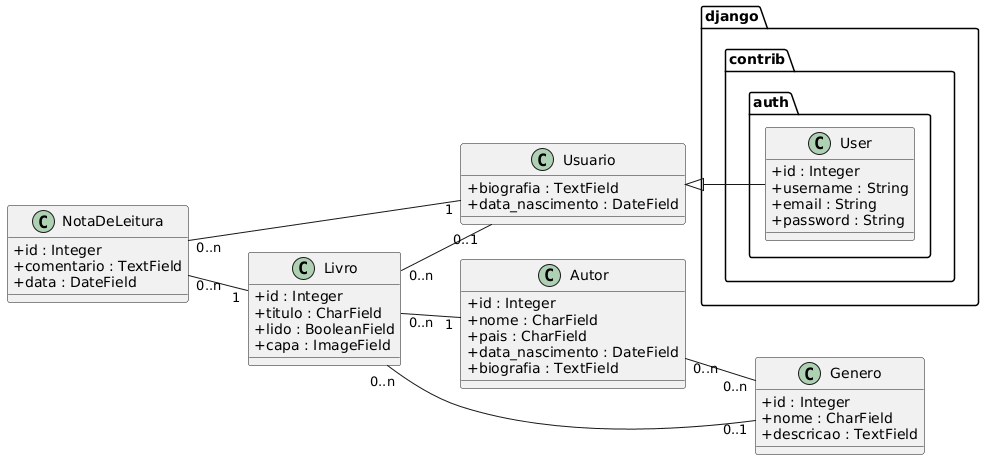 django
contrib
auth
C User
+id : Integer
+username : String
+email : String
+password : String
C Usuario
+biografia : TextField
+data_nascimento : DateField
1
0..1
C NotaDeLeitura
+id : Integer
+comentario : TextField
+data : DateField
0..n
0..n
C Livro
+id : Integer
+titulo : CharField
+lido : BooleanField
+capa : ImageField
1
0..n
0..n
0..n
C Autor
+id : Integer
+nome : CharField
+pais : CharField
+data_nascimento : DateField
+biografia : TextField
1
0..n
C Genero
+id : Integer
+nome : CharField
+descricao : TextField
0..n
0..1